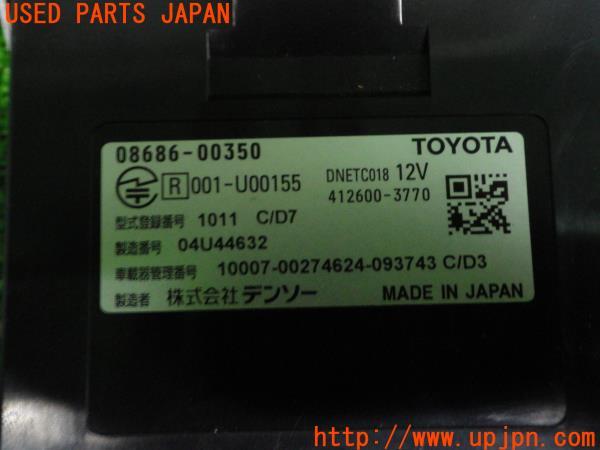 USED PARTS JAPAN
08686-00350 TOYOTA
R 001-U00155 DNETC018 12V
412600-3770
型式登録番号 1011 C/D7
製造番号 04U44632
車載器管理番号 10007-00274624-093743 C/D3
製造者 株式会社デンソー MADE IN JAPAN
http://www.upjpn.com